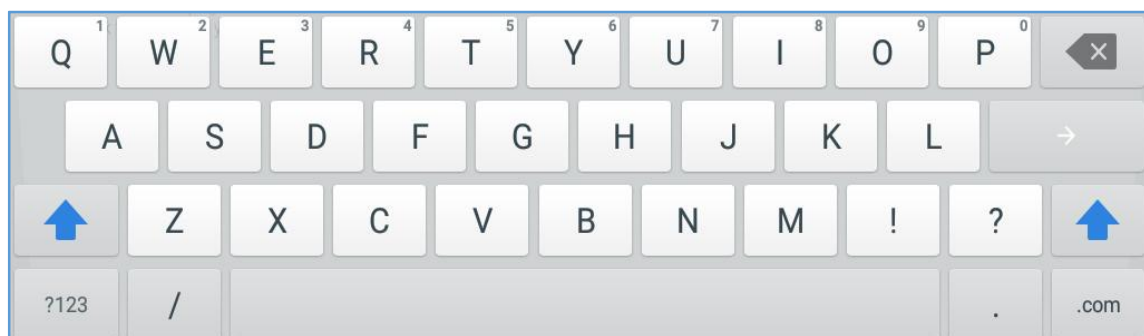 Q 1 W 2 E 3 R 4 T 5 Y 6 U 7 I 8 O 9 P 0
A S D F G H J K L
Z X C V B N M ! ?
?123 / . .com